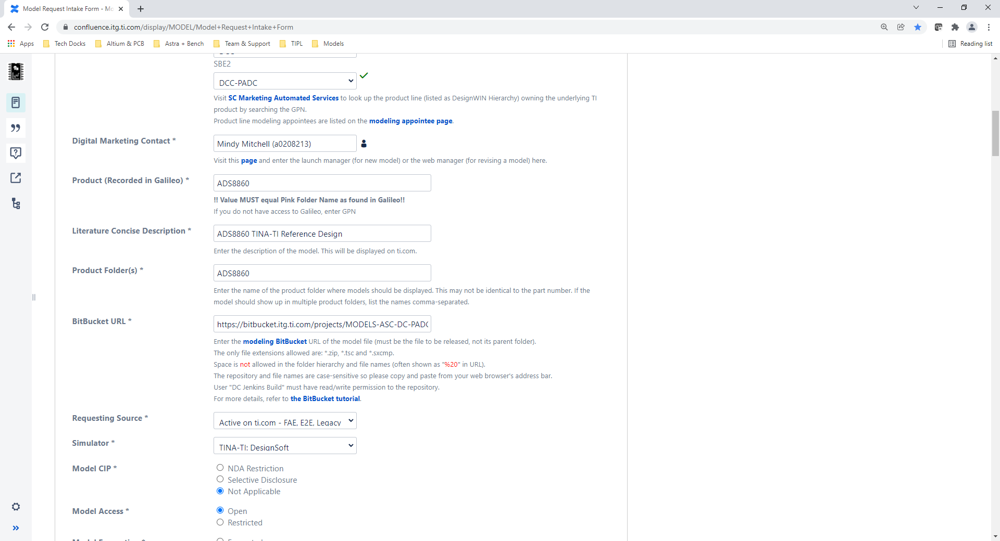 Model Request Intake Form - Mo
confluence.itg.ti.com/display/MODEL/Model+Request+Intake+Form
Apps
Tech Docks
Altium & PCB
Astra + Bench
Team & Support
TIPL
Models
Reading list
SBE2
DCC-PADC
Visit SC Marketing Automated Services to look up the product line (listed as DesignWIN Hierarchy) owning the underlying TI
product by searching the GPN.
Product line modeling appointees are listed on the modeling appointee page.
Digital Marketing Contact *
Mindy Mitchell (a0208213)
Visit this page and enter the launch manager (for new model) or the web manager (for revising a model) here.
Product (Recorded in Galileo) *
ADS8860
!! Value MUST equal Pink Folder Name as found in Galileo!!
If you do not have access to Galileo, enter GPN
Literature Concise Description *
ADS8860 TINA-TI Reference Design
Enter the description of the model. This will be displayed on ti.com.
Product Folder(s) *
ADS8860
Enter the name of the product folder where models should be displayed. This may not be identical to the part number. If the
model should show up in multiple product folders, list the names comma-separated.
BitBucket URL *
https://bitbucket.itg.ti.com/projects/MODELS-ASC-DC-PADC
Enter the modeling BitBucket URL of the model file (must be the file to be released, not its parent folder).
The only file extensions allowed are: *.zip, *.tsc and *.sxcmp.
Space is not allowed in the folder hierarchy and file names (often shown as "%20" in URL).
The repository and file names are case-sensitive so please copy and paste from your web browser's address bar.
User "DC Jenkins Build" must have read/write permission to the repository.
For more details, refer to the BitBucket tutorial.
Requesting Source *
Active on ti.com - FAE, E2E, Legacy
Simulator *
TINA-TI: DesignSoft
Model CIP *
NDA Restriction
Selective Disclosure
Not Applicable
Model Access *
Open
Restricted